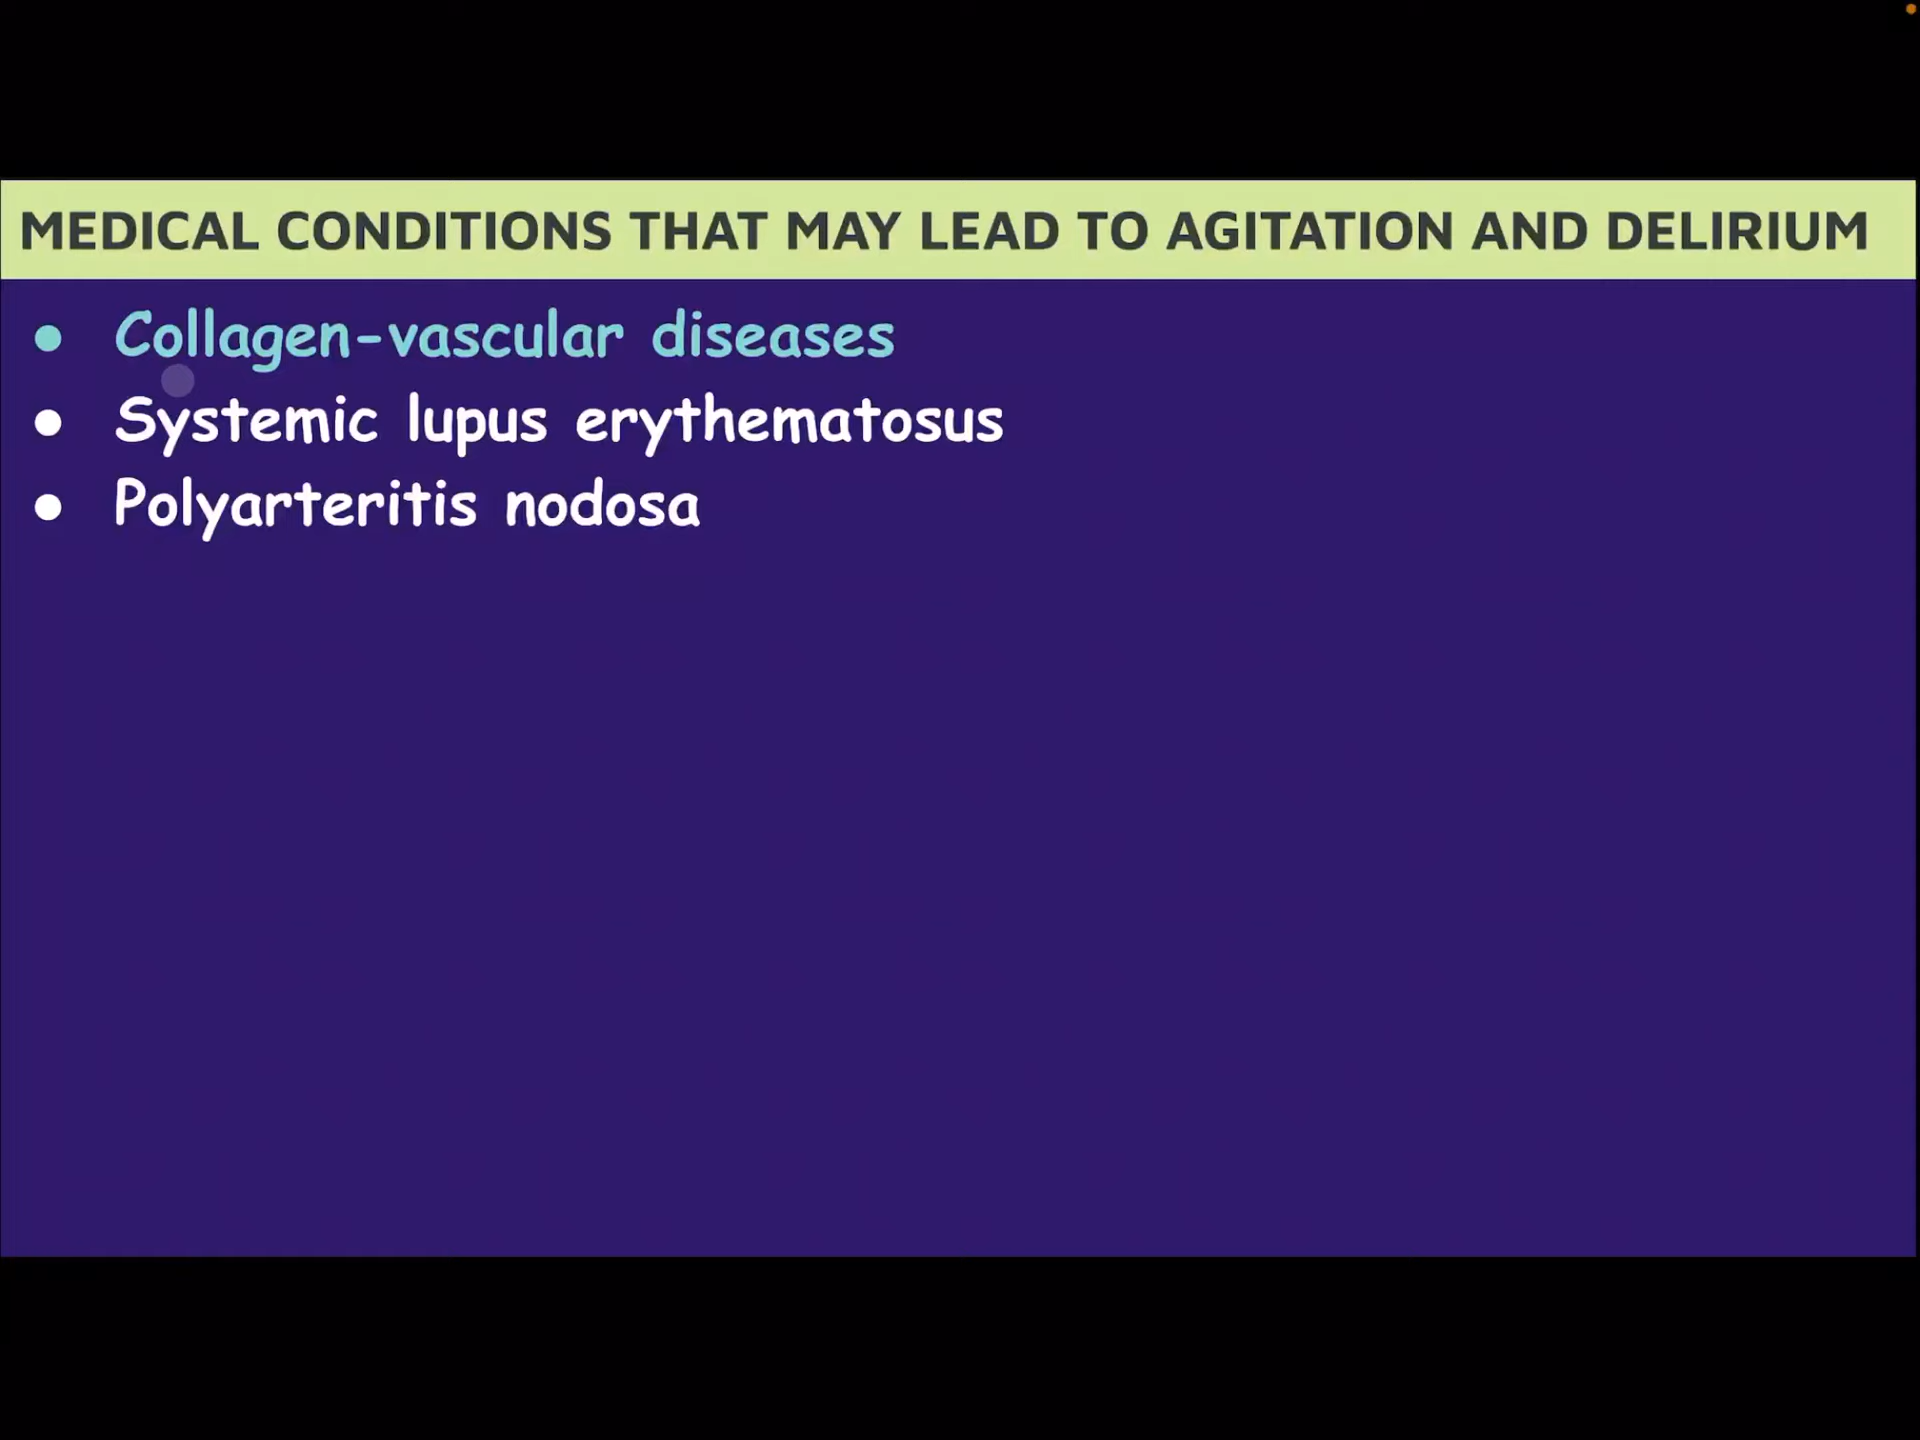 MEDICAL CONDITIONS THAT MAY LEAD TO AGITATION AND DELIRIUM
● Collagen-vascular diseases
● Systemic lupus erythematosus
● Polyarteritis nodosa